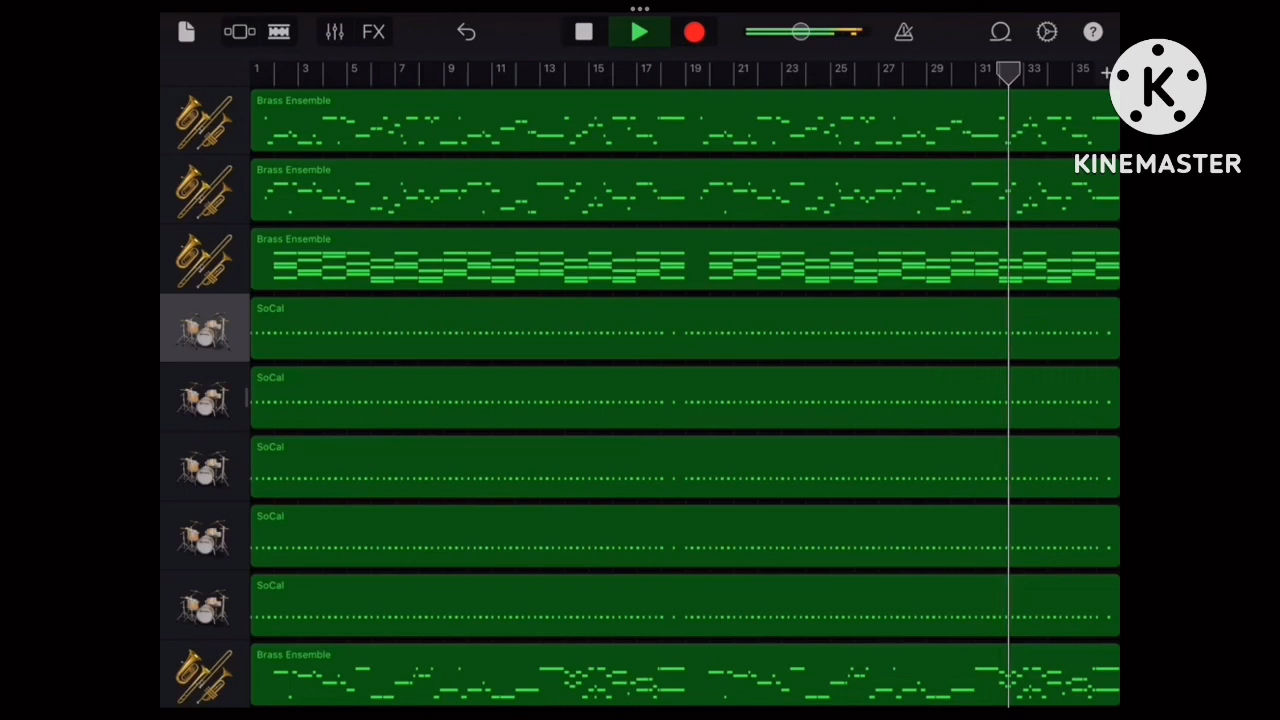 FX
?
1 3 5 7 9 11 13 15 17 19 21 23 25 27 29 31 33 35 +
K
KINEMASTER
Brass Ensemble
Brass Ensemble
Brass Ensemble
SoCal
SoCal
SoCal
SoCal
SoCal
Brass Ensemble